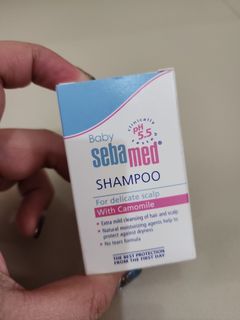 clinically tested
pH
5.5
Baby
sebamed®
SHAMPOO
For delicate scalp
With Camomile
• Extra mild cleansing of hair and scalp
• Natural moisturizing agents help to
protect against dryness
• No tears formula
THE BEST PROTECTION
FROM THE FIRST DAY